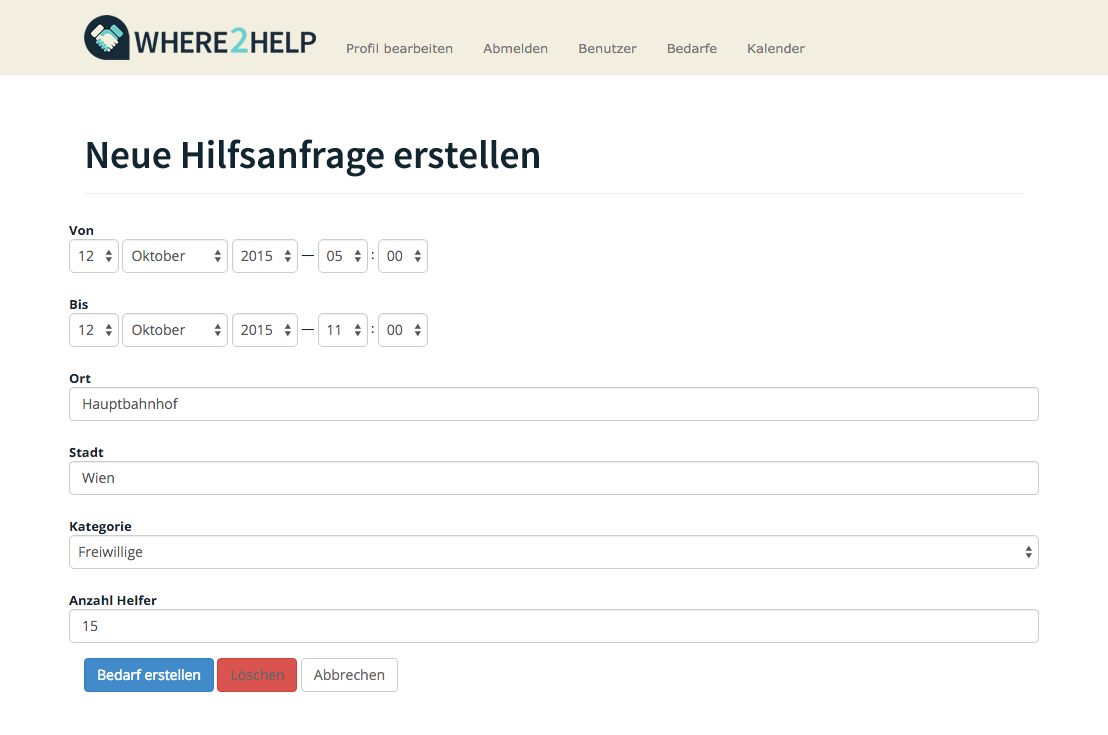 WHERE2HELP Profil bearbeiten Abmelden Benutzer Bedarfe Kalender
Neue Hilfsanfrage erstellen
Von
12 Oktober 2015 — 05 : 00
Bis
12 Oktober 2015 — 11 : 00
Ort
Hauptbahnhof
Stadt
Wien
Kategorie
Freiwillige
Anzahl Helfer
15
Bedarf erstellen Löschen Abbrechen